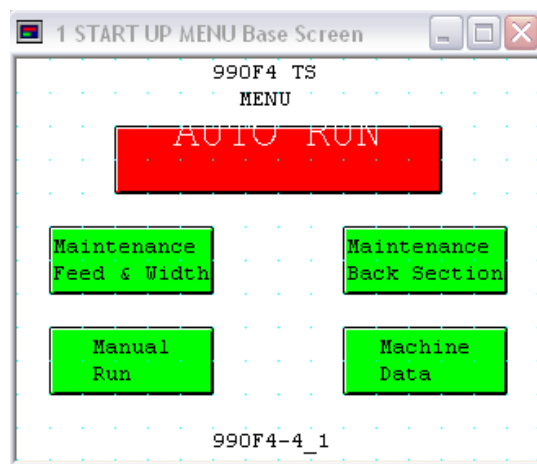 1 START UP MENU Base Screen
990F4 TS
MENU
AUTO RUN
Maintenance
Feed & Width
Maintenance
Back Section
Manual
Run
Machine
Data
990F4-4_1